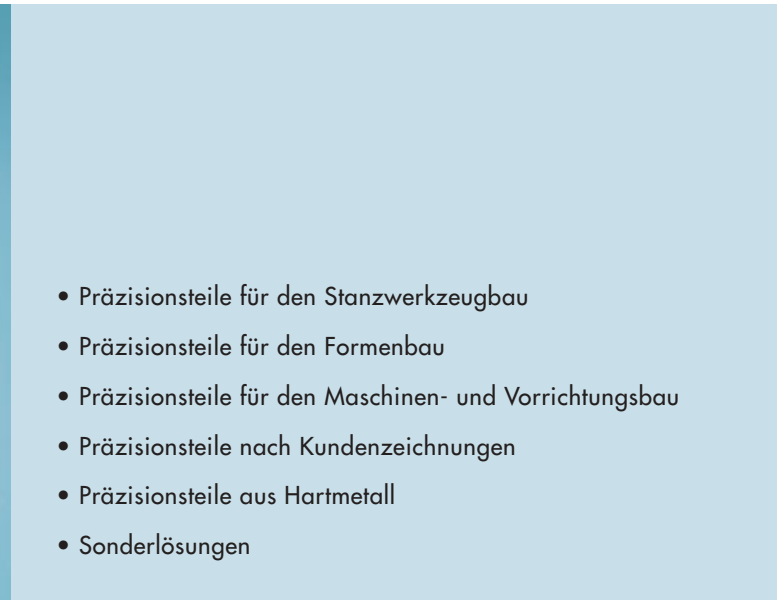 • Präzisionsteile für den Stanzwerkzeugbau
• Präzisionsteile für den Formenbau
• Präzisionsteile für den Maschinen- und Vorrichtungsbau
• Präzisionsteile nach Kundenzeichnungen
• Präzisionsteile aus Hartmetall
• Sonderlösungen